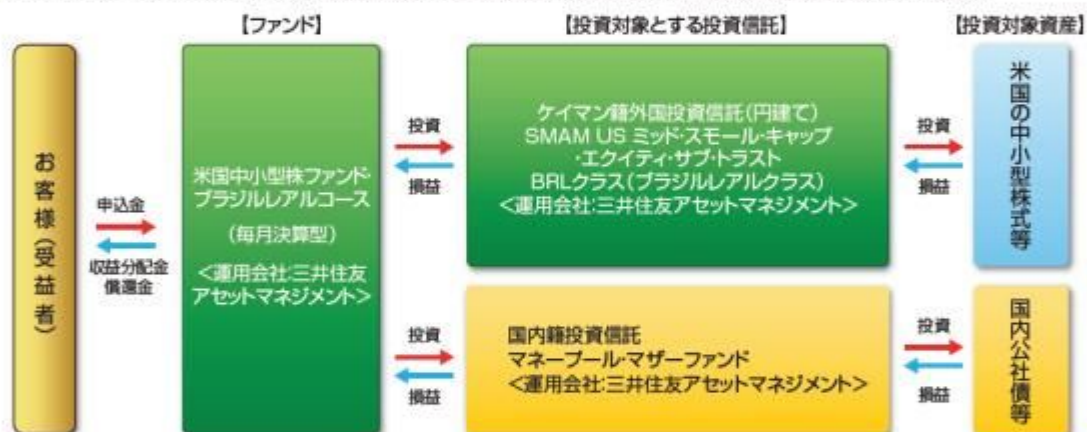 【ファンド】
【投資対象とする投資信託】
【投資対象資産】
お客様(受益者)
申込金
収益分配金
償還金
米国中小型株ファンド・
ブラジルレアルコース
(毎月決算型)
<運用会社:三井住友
アセットマネジメント>
投資
損益
ケイマン籍外国投資信託(円建て)
SMAM US ミッド・スモール・キャップ
・エクイティ・サブ・トラスト
BRLクラス(ブラジルレアルクラス)
<運用会社:三井住友アセットマネジメント>
投資
損益
米国の中小型株式等
投資
損益
国内籍投資信託
マネープール・マザーファンド
<運用会社:三井住友アセットマネジメント>
投資
損益
国内公社債等